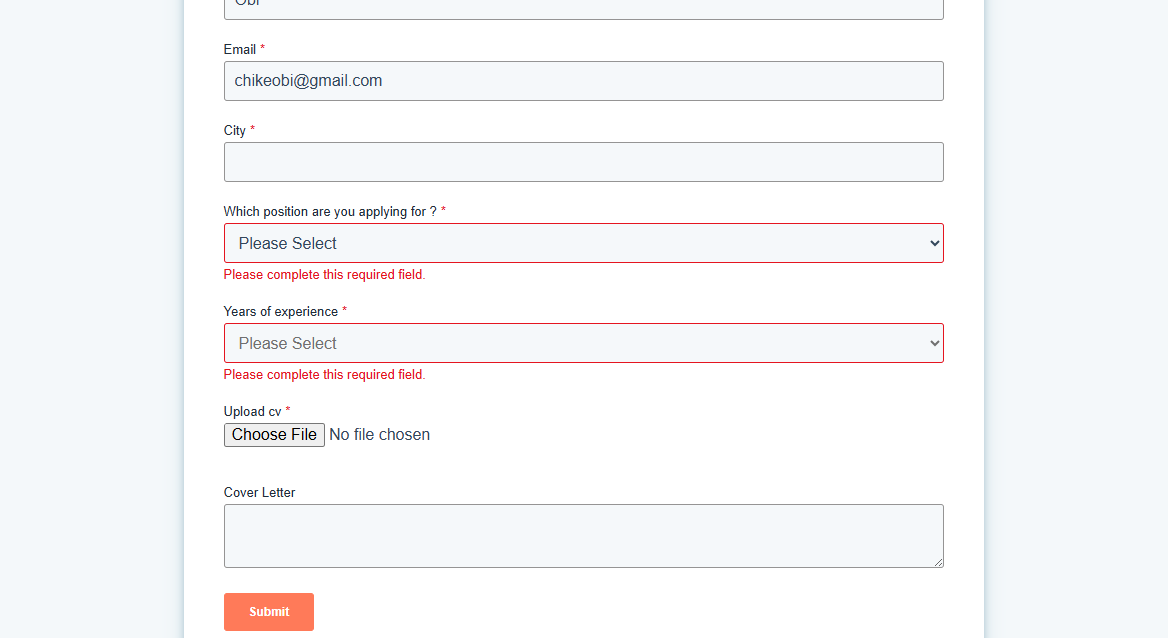 Obi
Email *
chikeobi@gmail.com
City *
Which position are you applying for ? *
Please Select
Please complete this required field.
Years of experience *
Please Select
Please complete this required field.
Upload cv *
Choose File No file chosen
Cover Letter
Submit